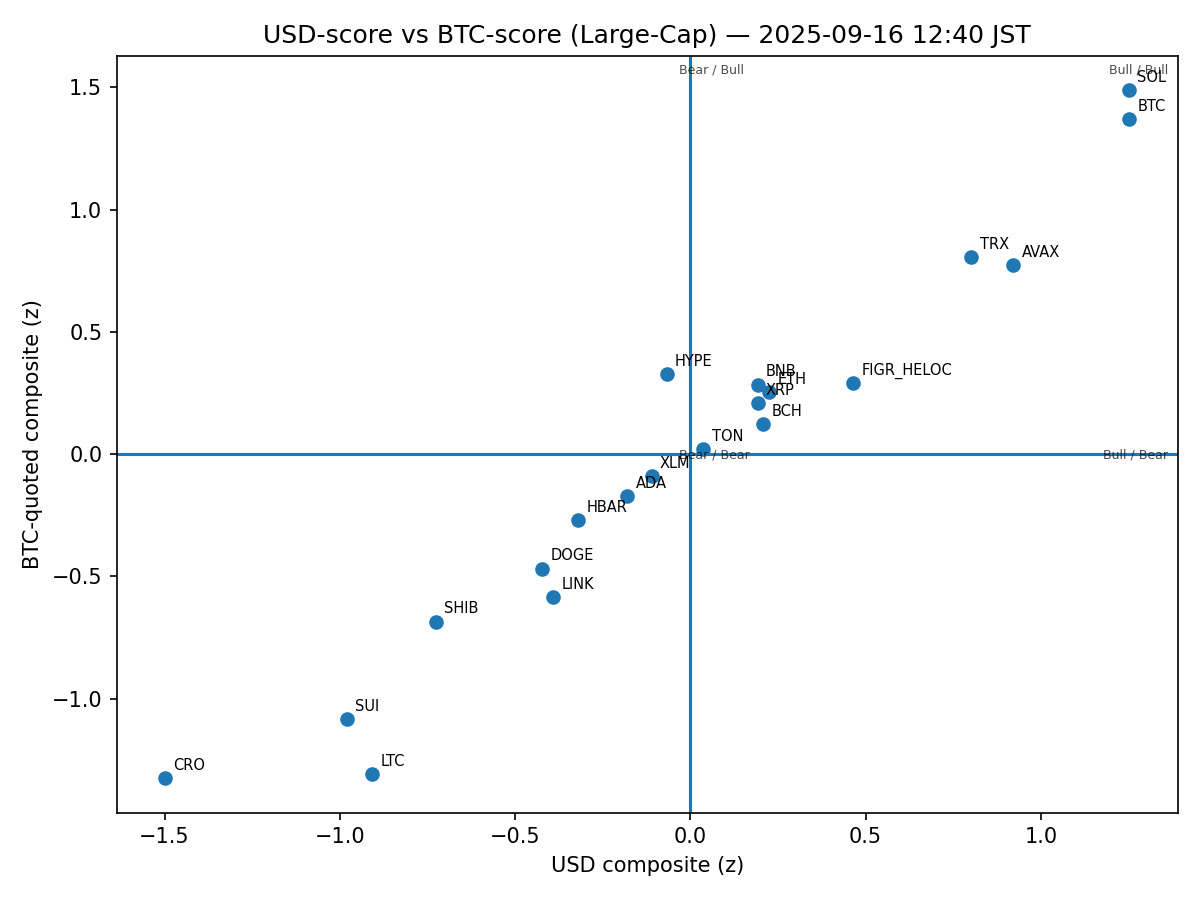 USD-score vs BTC-score (Large-Cap) — 2025-09-16 12:40 JST
Bear / Bull
Bull / Bull
SOL
BTC
TRX
AVAX
HYPE
BNB
ETH
XRP
FIGR_HELOC
BCH
TON
Bear / Bear
Bull / Bear
XLM
ADA
HBAR
DOGE
LINK
SHIB
SUI
LTC
CRO
1.5
1.0
0.5
0.0
−0.5
−1.0
BTC-quoted composite (z)
−1.5
−1.0
−0.5
0.0
0.5
1.0
USD composite (z)